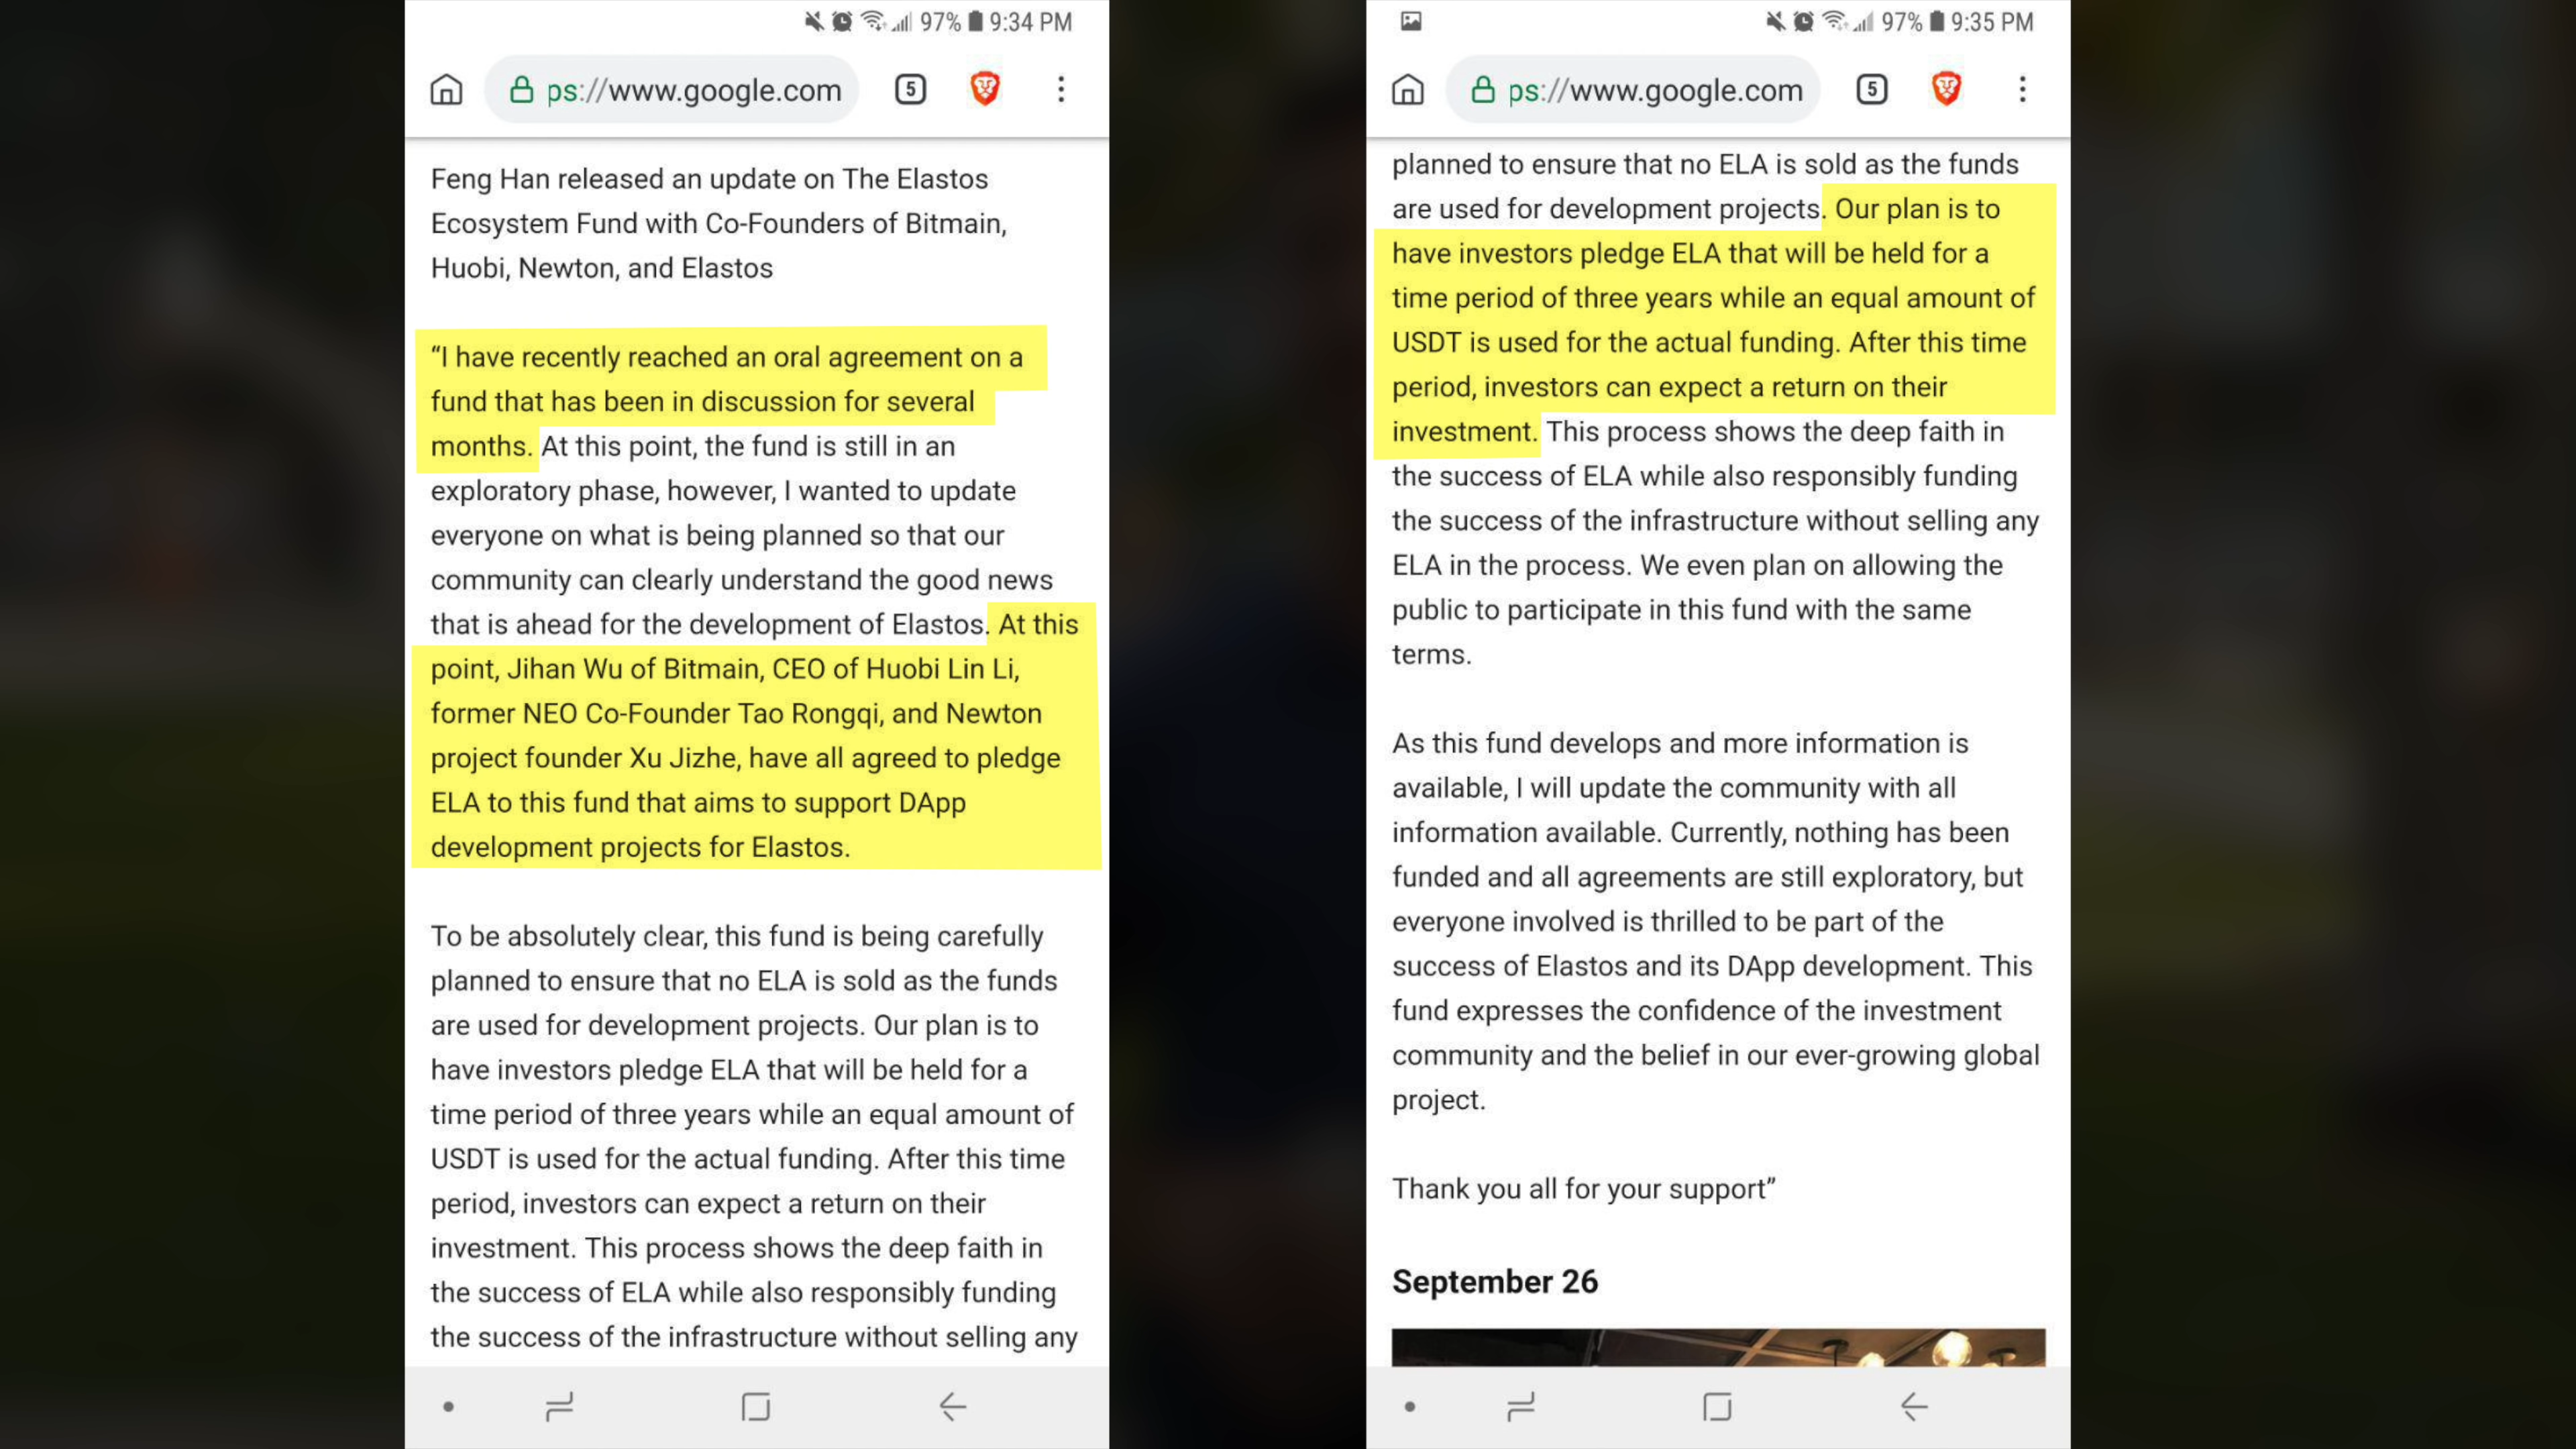 97% 9:34 PM
ps://www.google.com
5
Feng Han released an update on The Elastos
Ecosystem Fund with Co-Founders of Bitmain,
Huobi, Newton, and Elastos
“I have recently reached an oral agreement on a
fund that has been in discussion for several
months. At this point, the fund is still in an
exploratory phase, however, I wanted to update
everyone on what is being planned so that our
community can clearly understand the good news
that is ahead for the development of Elastos. At this
point, Jihan Wu of Bitmain, CEO of Huobi Lin Li,
former NEO Co-Founder Tao Rongqi, and Newton
project founder Xu Jizhe, have all agreed to pledge
ELA to this fund that aims to support DApp
development projects for Elastos.
To be absolutely clear, this fund is being carefully
planned to ensure that no ELA is sold as the funds
are used for development projects. Our plan is to
have investors pledge ELA that will be held for a
time period of three years while an equal amount of
USDT is used for the actual funding. After this time
period, investors can expect a return on their
investment. This process shows the deep faith in
the success of ELA while also responsibly funding
the success of the infrastructure without selling any
97% 9:35 PM
ps://www.google.com
5
planned to ensure that no ELA is sold as the funds
are used for development projects. Our plan is to
have investors pledge ELA that will be held for a
time period of three years while an equal amount of
USDT is used for the actual funding. After this time
period, investors can expect a return on their
investment. This process shows the deep faith in
the success of ELA while also responsibly funding
the success of the infrastructure without selling any
ELA in the process. We even plan on allowing the
public to participate in this fund with the same
terms.
As this fund develops and more information is
available, I will update the community with all
information available. Currently, nothing has been
funded and all agreements are still exploratory, but
everyone involved is thrilled to be part of the
success of Elastos and its DApp development. This
fund expresses the confidence of the investment
community and the belief in our ever-growing global
project.
Thank you all for your support”
September 26